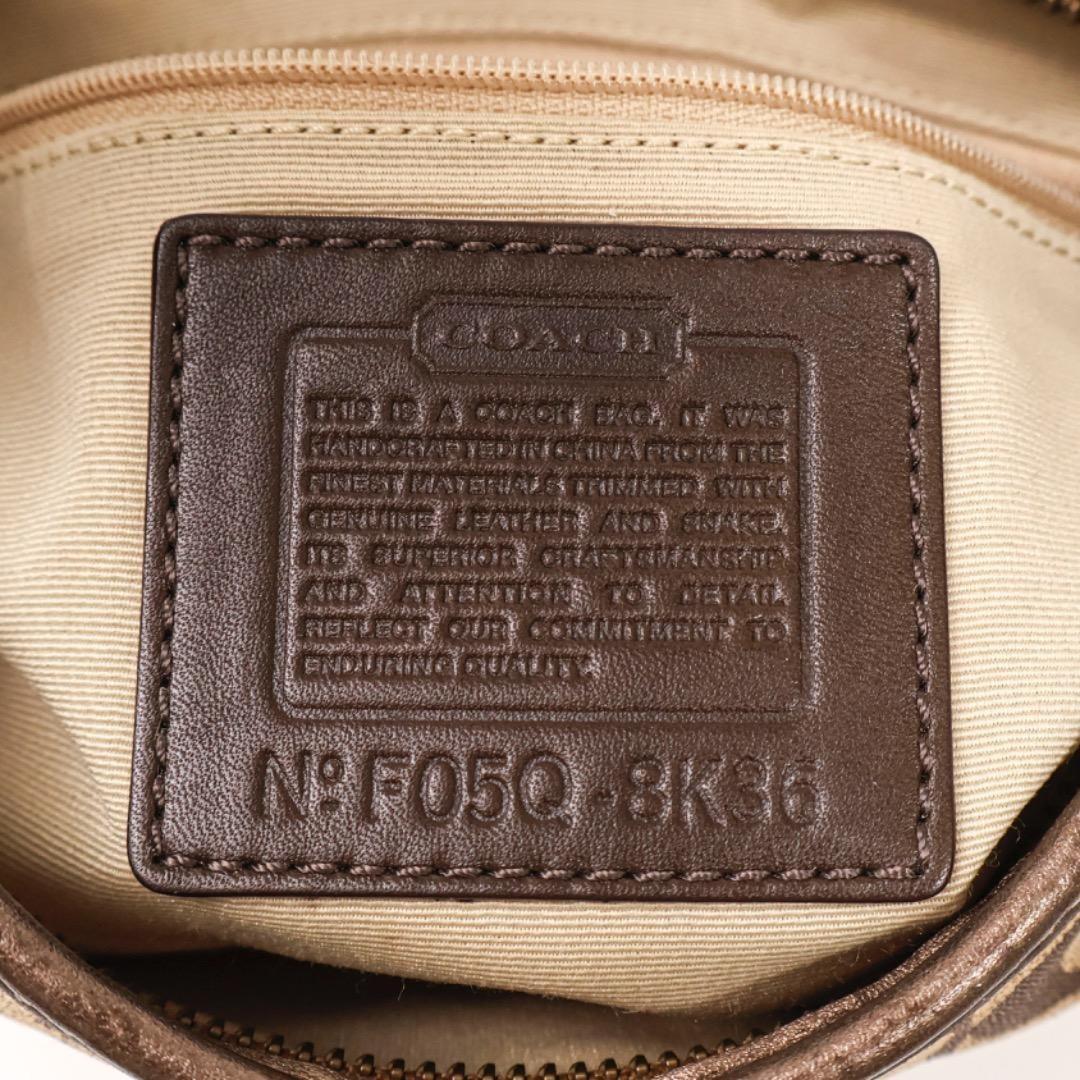 COACH
THIS IS A COACH BAG. IT WAS
HANDCRAFTED IN CHINA FROM THE
FINEST MATERIALS TRIMMED WITH
GENUINE LEATHER AND SNAKE.
ITS SUPERIOR CRAFTSMANSHIP
AND ATTENTION TO DETAIL
REFLECT OUR COMMITMENT TO
ENDURING QUALITY.
Nº F05Q-8K36